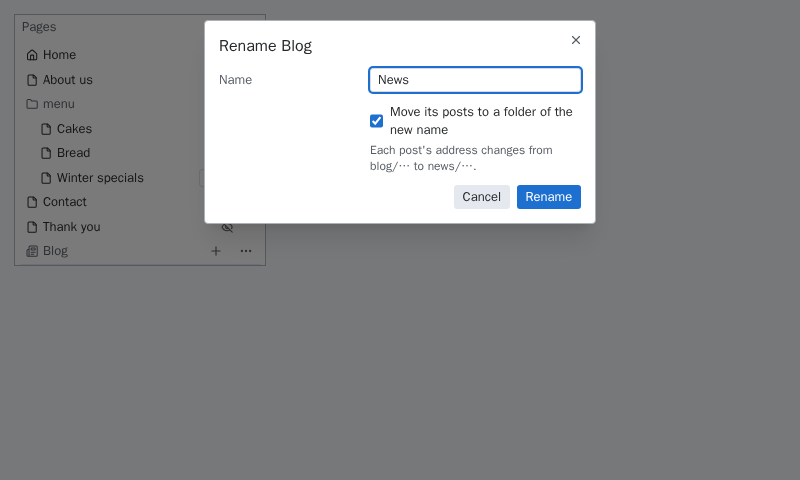 Pages
Home
About us
menu
Cakes
Bread
Winter specials
Contact
Thank you
Blog
Rename Blog
Name
News
Move its posts to a folder of the
new name
Each post's address changes from
blog/··· to news/···.
Cancel
Rename